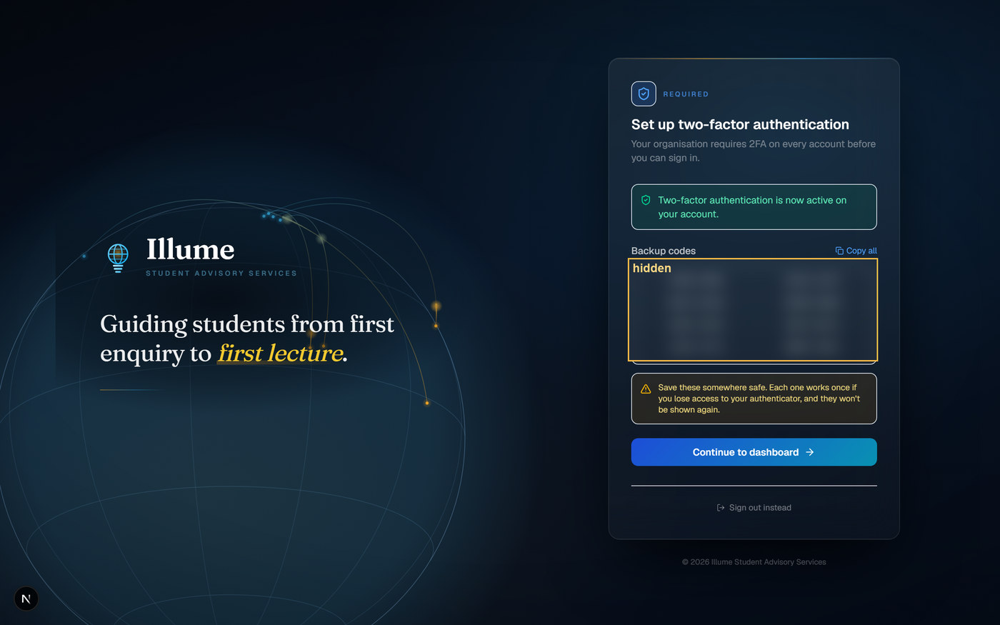 Illume
STUDENT ADVISORY SERVICES
Guiding students from first
enquiry to first lecture.
REQUIRED
Set up two-factor authentication
Your organisation requires 2FA on every account before
you can sign in.
Two-factor authentication is now active on
your account.
Backup codes
Copy all
hidden
Save these somewhere safe. Each one works once if
you lose access to your authenticator, and they won't
be shown again.
Continue to dashboard
Sign out instead
© 2026 Illume Student Advisory Services
N